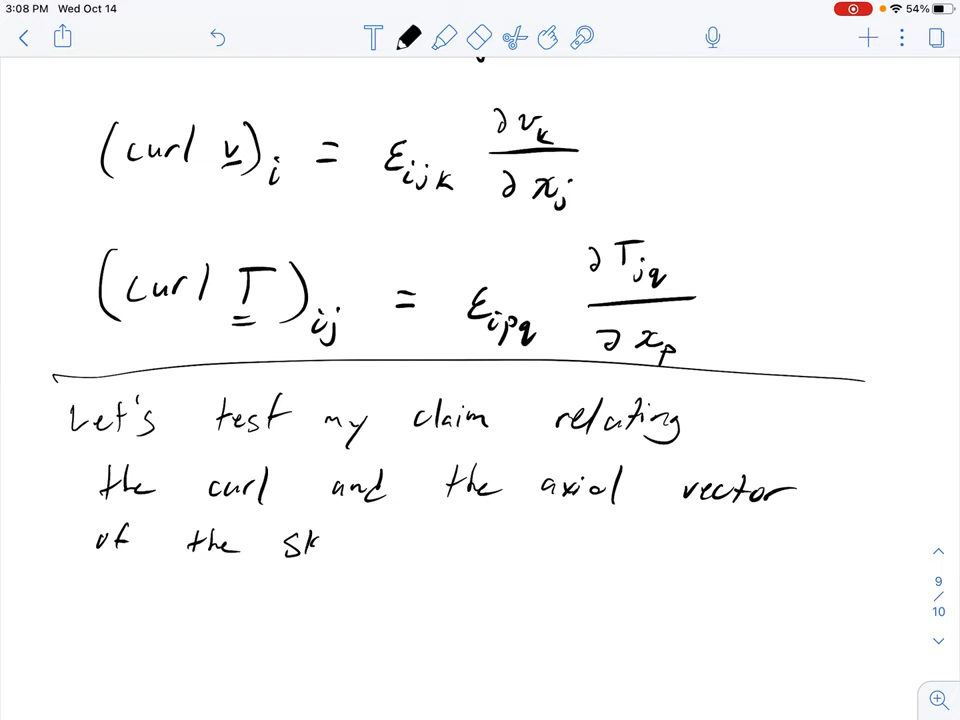 3:08 PM Wed Oct 14 54%
(curl v)i = εijk ∂vk/∂xj
(curl T)ij = εipq ∂Tjq/∂xp
Let's test my claim relating
the curl and the axial vector
of the sk
9
/
10